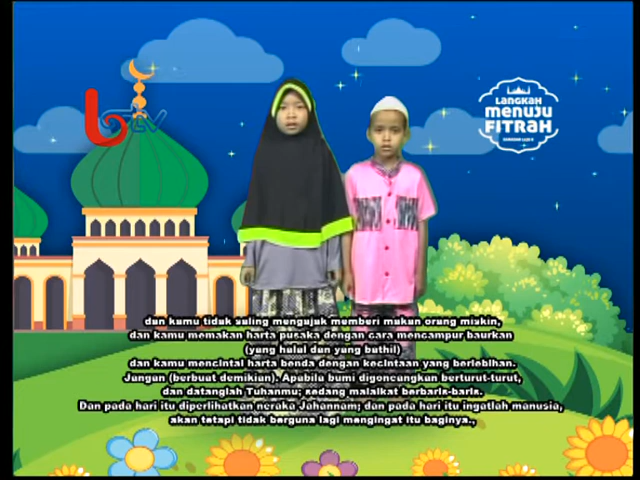 bstv
LANGKAH
MENUJU
FITRAH
dan kamu tidak saling mengajak memberi makan orang miskin,
dan kamu memakan harta pusaka dengan cara mencampur baurkan
(yang halal dan yang bathil)
dan kamu mencintai harta benda dengan kecintaan yang berlebihan.
Jangan (berbuat demikian). Apabila bumi digoncangkan berturut-turut,
dan datanglah Tuhanmu; sedang malaikat berbaris-baris.
Dan pada hari itu diperlihatkan neraka Jahannam; dan pada hari itu ingatlah manusia,
akan tetapi tidak berguna lagi mengingat itu baginya.,